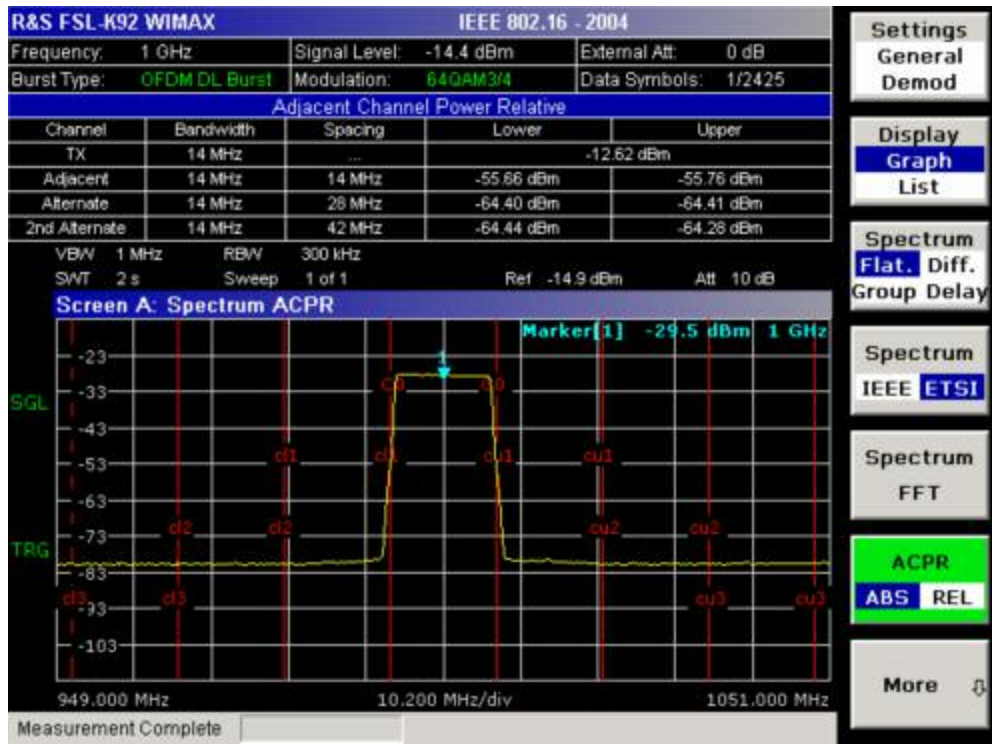 R&S FSL-K92 WIMAX IEEE 802.16 - 2004
Frequency: 1 GHz Signal Level: -14.4 dBm External Att: 0 dB
Burst Type: OFDM DL Burst Modulation: 64QAM3/4 Data Symbols: 1/2425
Adjacent Channel Power Relative
Channel Bandwidth Spacing Lower Upper
TX 14 MHz ... -12.62 dBm
Adjacent 14 MHz 14 MHz -55.66 dBm -55.76 dBm
Alternate 14 MHz 28 MHz -64.40 dBm -64.41 dBm
2nd Alternate 14 MHz 42 MHz -64.44 dBm -64.28 dBm
VBW 1 MHz RBW 300 kHz
SWT 2 s Sweep 1 of 1 Ref -14.9 dBm Att 10 dB
Screen A: Spectrum ACPR
Marker[1] -29.5 dBm 1 GHz
1
-23
C0 C0
-33
SGL
-43
cl1 cl1 cu1 cu1
-53
-63
cl2 cl2 cu2 cu2
-73
TRG
-83
cl3 cl3 cu3 cu3
-93
-103
949.000 MHz 10.200 MHz/div 1051.000 MHz
Measurement Complete
Settings
General
Demod
Display
Graph
List
Spectrum
Flat. Diff.
Group Delay
Spectrum
IEEE ETSI
Spectrum
FFT
ACPR
ABS REL
More